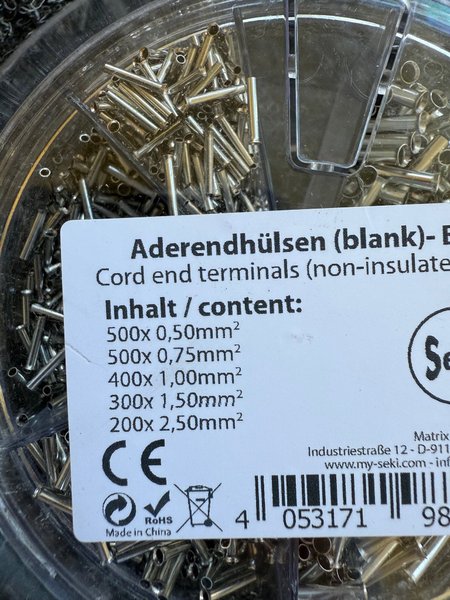 Aderendhülsen (blank)-
Cord end terminals (non-insulate
Inhalt / content:
500x 0,50mm²
500x 0,75mm²
400x 1,00mm²
300x 1,50mm²
200x 2,50mm²
Se
Matrix
Industriestraße 12 - D-911
www.my-seki.com - inf
CE
RoHS
Made in China
4 053171 98